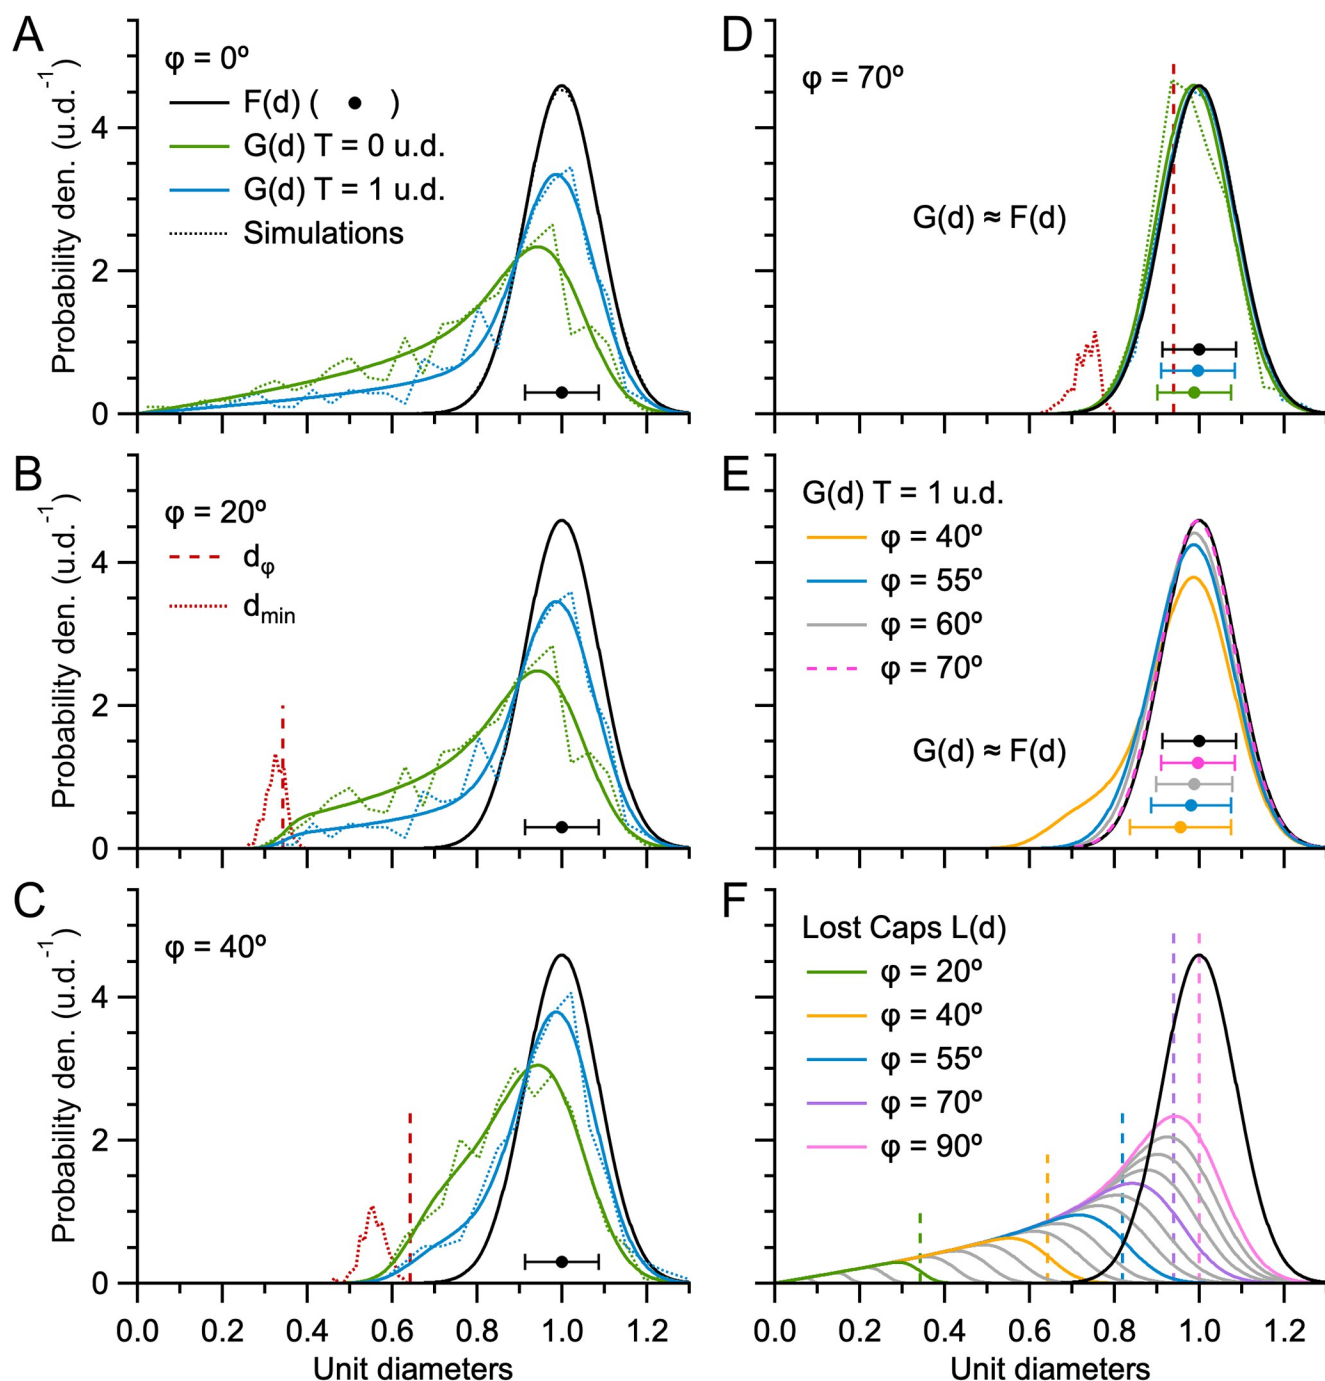 A
φ = 0º
F(d) ( • )
G(d) T = 0 u.d.
G(d) T = 1 u.d.
Simulations
Probability den. (u.d.⁻¹)
4
2
0
B
φ = 20º
dφ
dmin
Probability den. (u.d.⁻¹)
4
2
0
C
φ = 40º
Probability den. (u.d.⁻¹)
4
2
0
0.0 0.2 0.4 0.6 0.8 1.0 1.2
Unit diameters
D
φ = 70º
G(d) ≈ F(d)
E
G(d) T = 1 u.d.
φ = 40º
φ = 55º
φ = 60º
φ = 70º
G(d) ≈ F(d)
F
Lost Caps L(d)
φ = 20º
φ = 40º
φ = 55º
φ = 70º
φ = 90º
0.0 0.2 0.4 0.6 0.8 1.0 1.2
Unit diameters